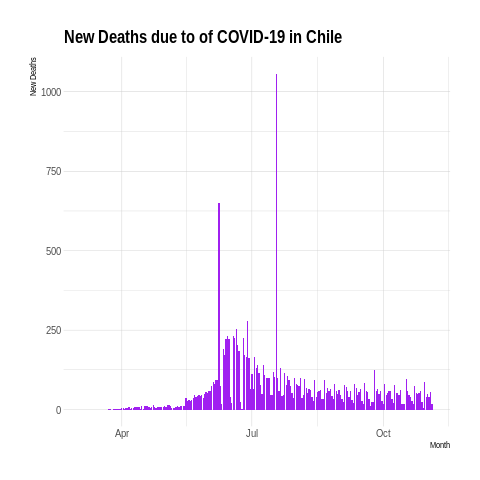 New Deaths due to of COVID-19 in Chile
New Deaths
1000
750
500
250
0
Apr
Jul
Oct
Month